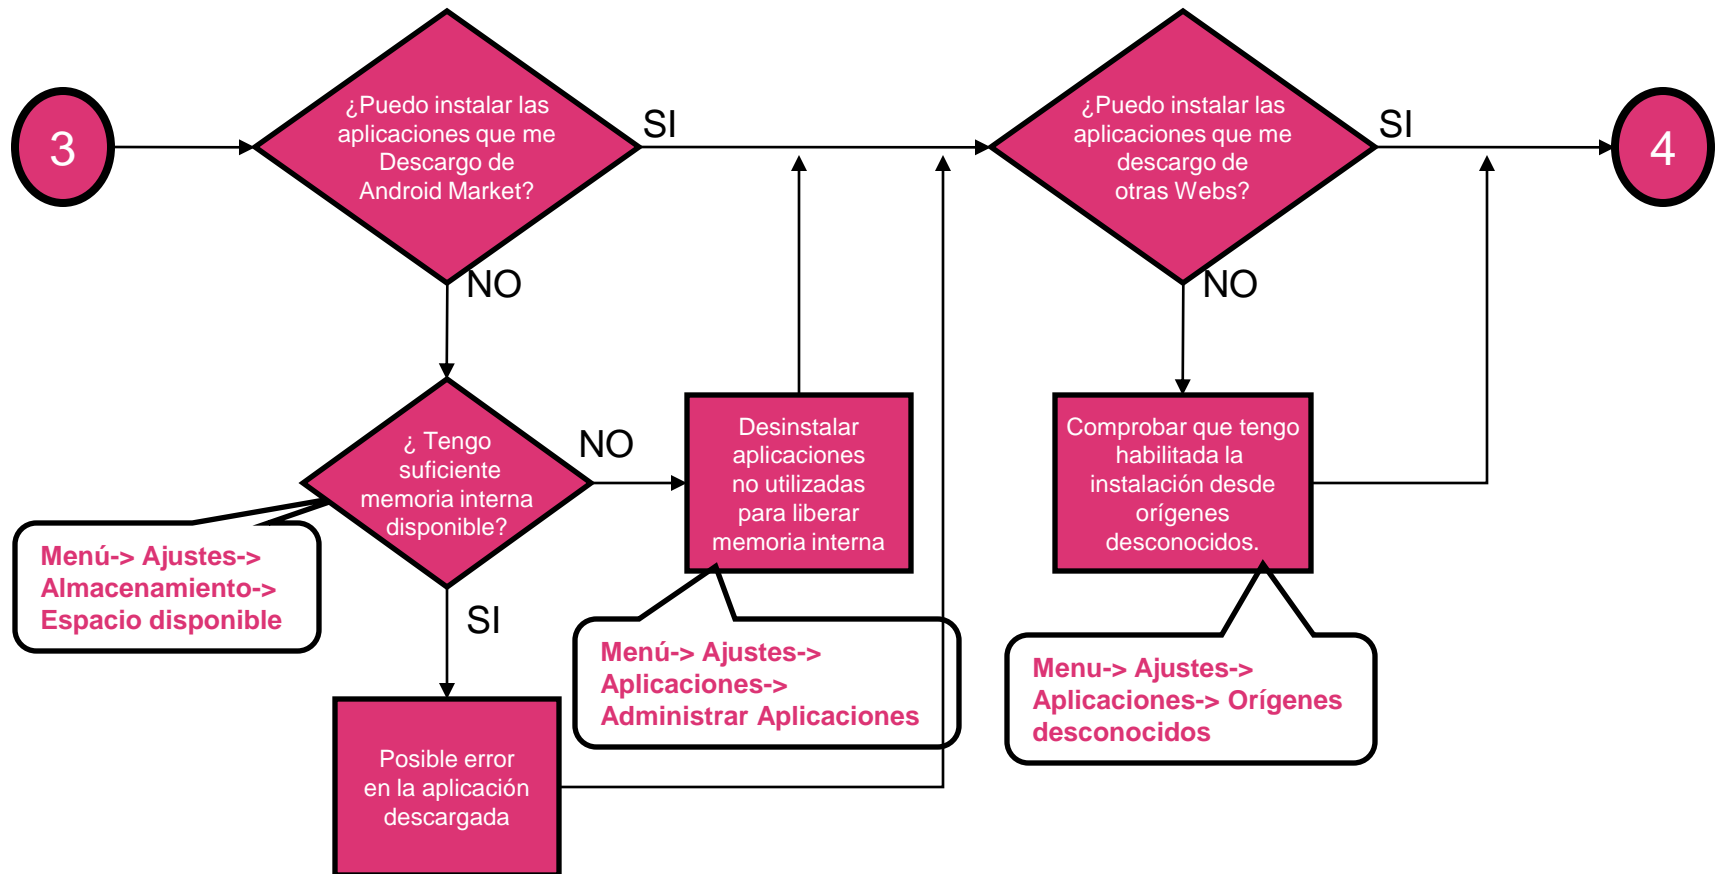 3
¿Puedo instalar las
aplicaciones que me
Descargo de
Android Market?
SI
¿Puedo instalar las
aplicaciones que me
descargo de
otras Webs?
SI
4
NO
NO
¿ Tengo
suficiente
memoria interna
disponible?
NO
Desinstalar
aplicaciones
no utilizadas
para liberar
memoria interna
Comprobar que tengo
habilitada la
instalación desde
orígenes
desconocidos.
Menú-> Ajustes->
Almacenamiento->
Espacio disponible
SI
Menú-> Ajustes->
Aplicaciones->
Administrar Aplicaciones
Menu-> Ajustes->
Aplicaciones-> Orígenes
desconocidos
Posible error
en la aplicación
descargada